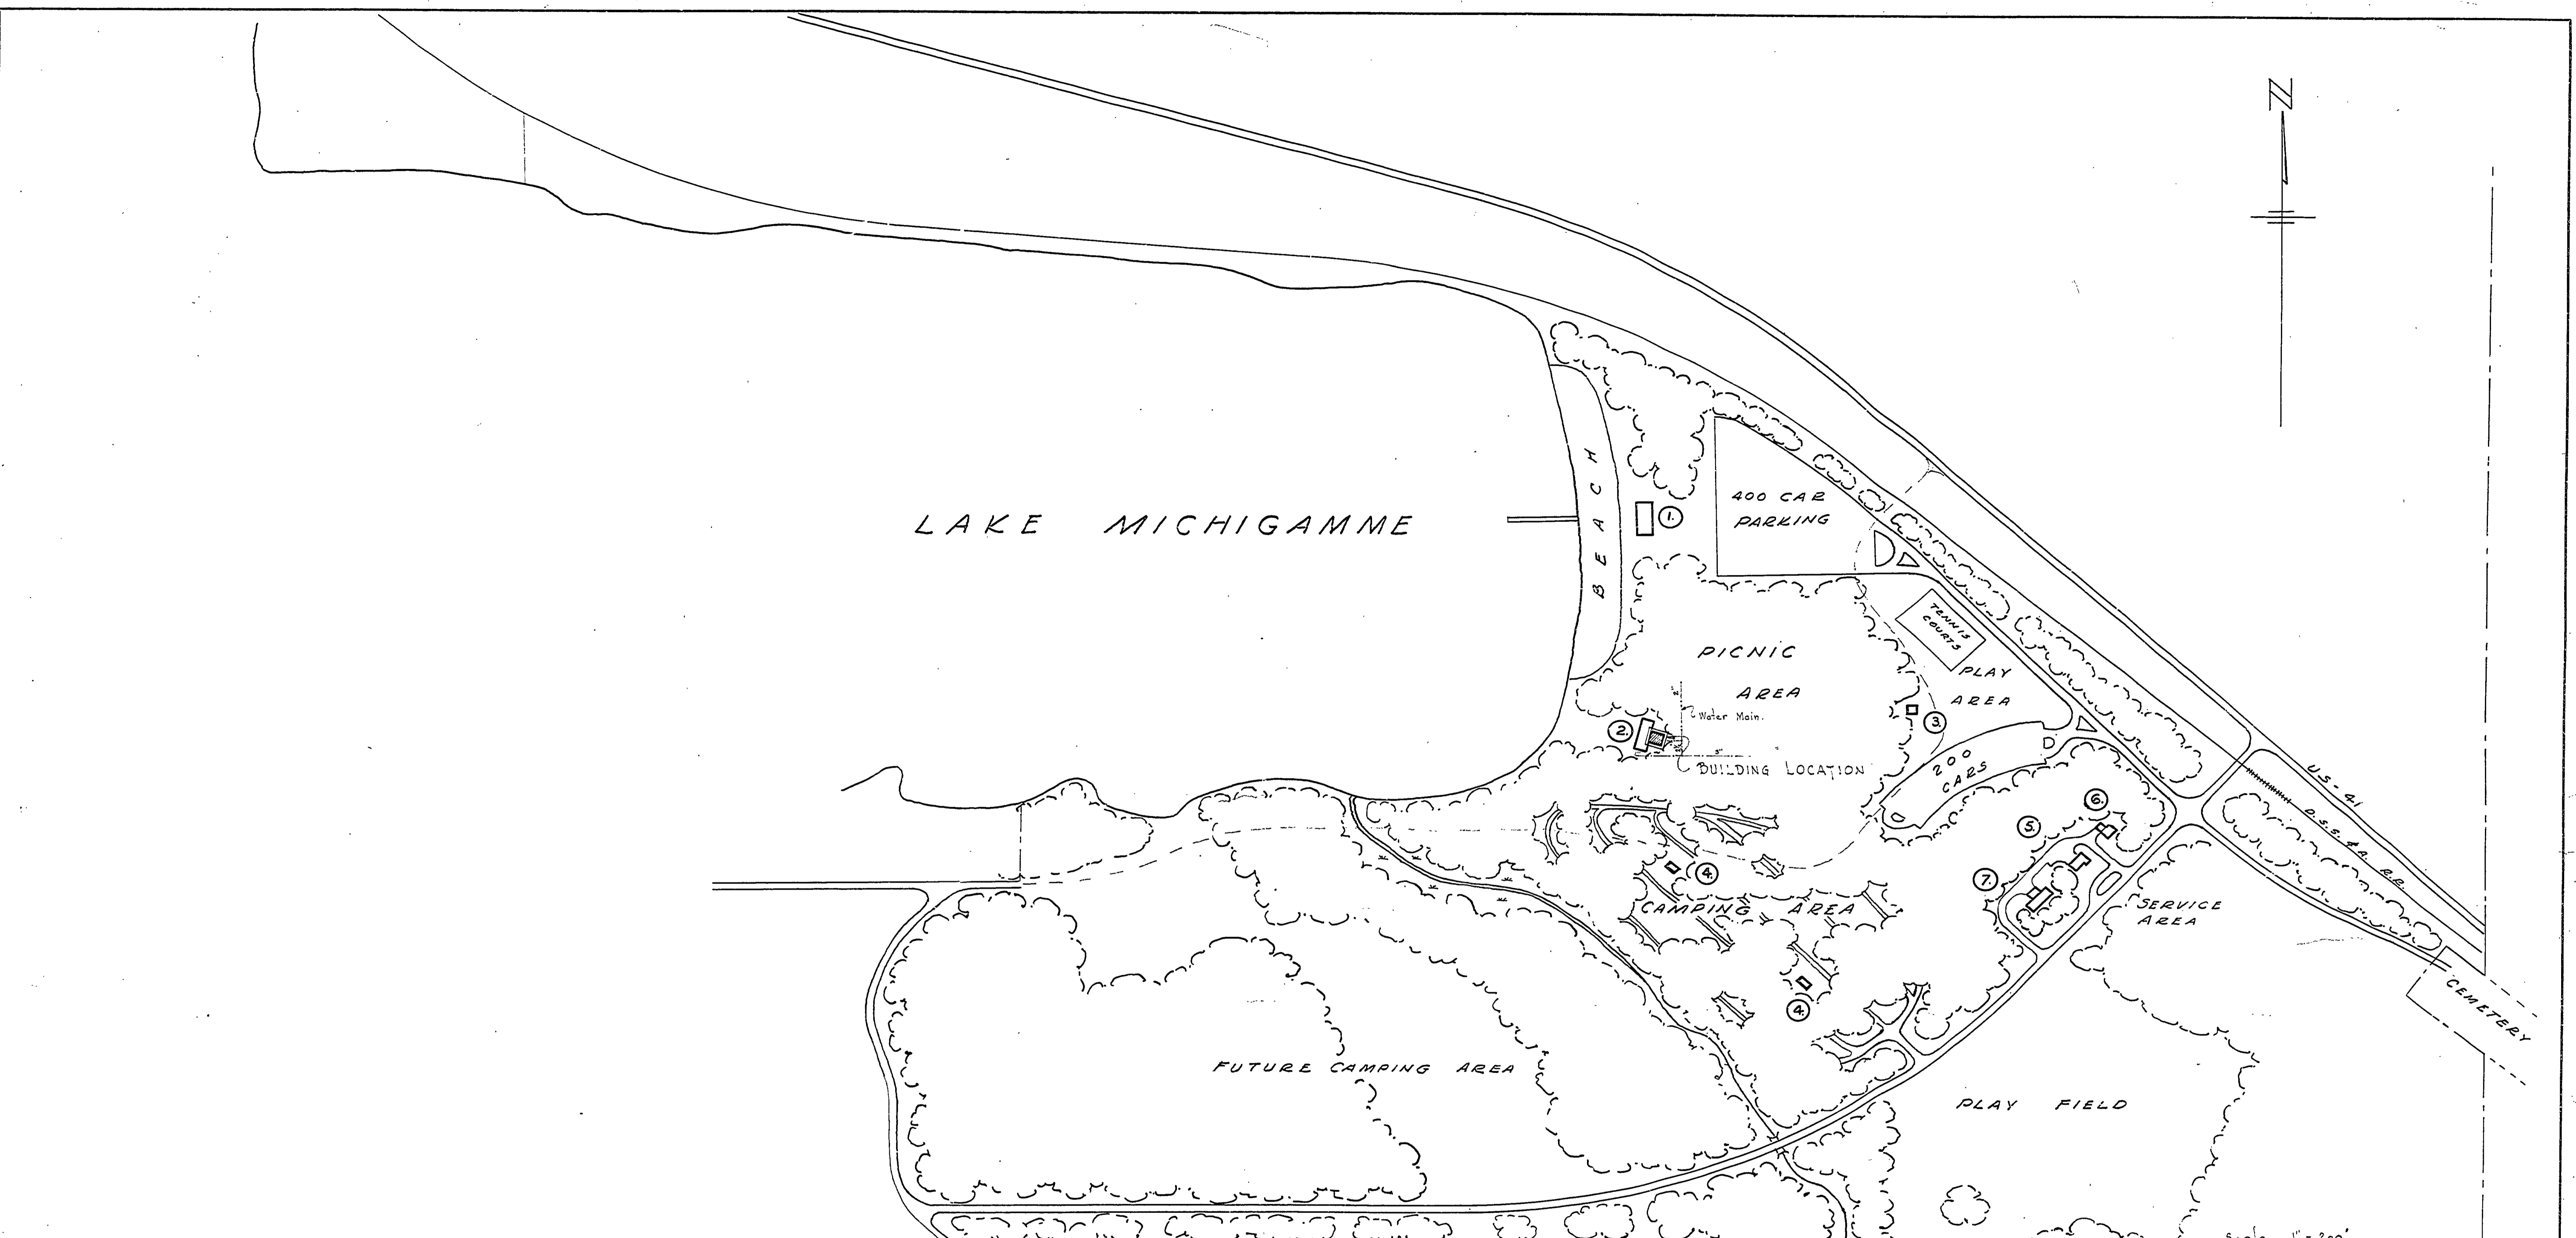 N
400 CAR
PARKING
LAKE MICHIGAMME
BEACH
1.
TENNIS
COURTS
PICNIC
AREA
PLAY
AREA
Water Main.
2.
3.
BUILDING LOCATION
200
CARS
US-41
D.S.S. & A. R.R.
6.
5.
4.
7.
CAMPING AREA
SERVICE
AREA
4.
CEMETERY
FUTURE CAMPING AREA
PLAY FIELD